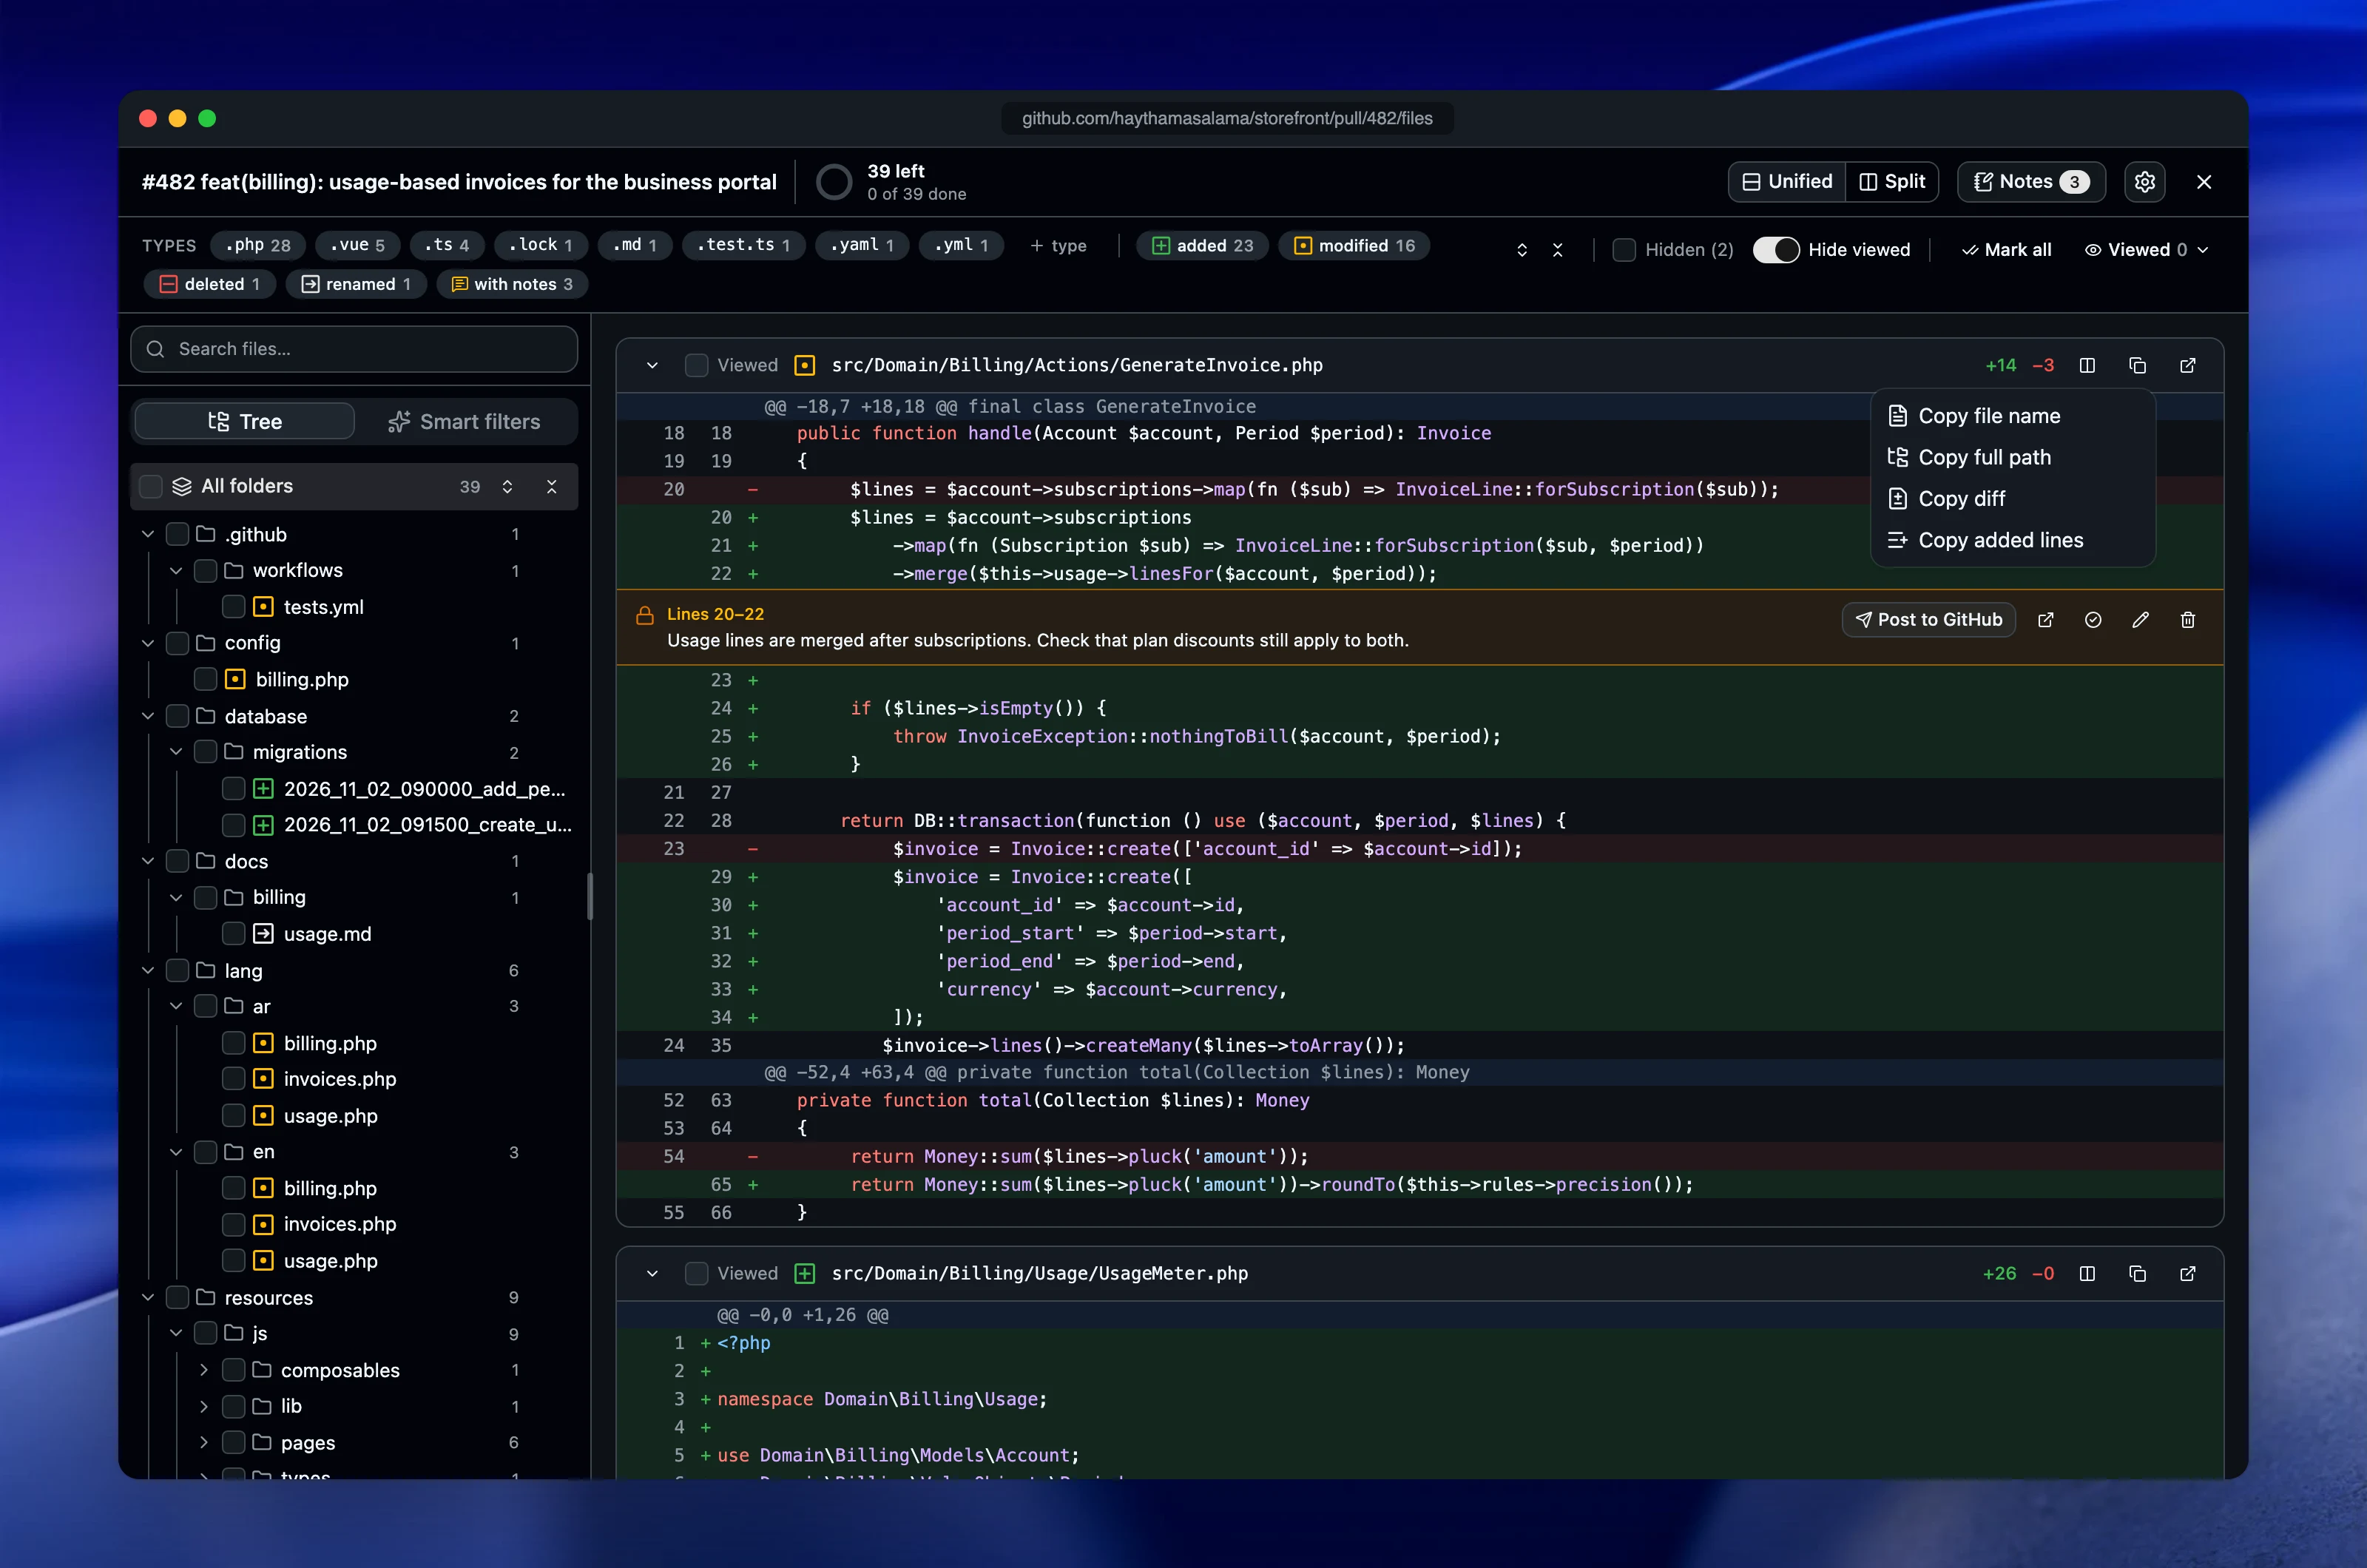 github.com/haythamasalama/storefront/pull/482/files
#482 feat(billing): usage-based invoices for the business portal
39 left
0 of 39 done
Unified
Split
Notes 3
TYPES .php 28 .vue 5 .ts 4 .lock 1 .md 1 .test.ts 1 .yaml 1 .yml 1 + type added 23 modified 16
Hidden (2) Hide viewed Mark all Viewed 0
deleted 1 renamed 1 with notes 3
Search files...
Tree Smart filters
All folders 39
.github 1
workflows 1
tests.yml
config 1
billing.php
database 2
migrations 2
2026_11_02_090000_add_pe...
2026_11_02_091500_create_u...
docs 1
billing 1
usage.md
lang 6
ar 3
billing.php
invoices.php
usage.php
en 3
billing.php
invoices.php
usage.php
resources 9
js 9
composables 1
lib 1
pages 6
types 1
Viewed src/Domain/Billing/Actions/GenerateInvoice.php +14 −3
Copy file name
Copy full path
Copy diff
Copy added lines
@@ −18,7 +18,18 @@ final class GenerateInvoice
18 18 public function handle(Account $account, Period $period): Invoice
19 19 {
20 − $lines = $account->subscriptions->map(fn ($sub) => InvoiceLine::forSubscription($sub));
20 + $lines = $account->subscriptions
21 + ->map(fn (Subscription $sub) => InvoiceLine::forSubscription($sub, $period))
22 + ->merge($this->usage->linesFor($account, $period));
Lines 20–22
Usage lines are merged after subscriptions. Check that plan discounts still apply to both.
Post to GitHub
23 +
24 + if ($lines->isEmpty()) {
25 + throw InvoiceException::nothingToBill($account, $period);
26 + }
21 27
22 28 return DB::transaction(function () use ($account, $period, $lines) {
23 − $invoice = Invoice::create(['account_id' => $account->id]);
29 + $invoice = Invoice::create([
30 + 'account_id' => $account->id,
31 + 'period_start' => $period->start,
32 + 'period_end' => $period->end,
33 + 'currency' => $account->currency,
34 + ]);
24 35 $invoice->lines()->createMany($lines->toArray());
@@ −52,4 +63,4 @@ private function total(Collection $lines): Money
52 63 private function total(Collection $lines): Money
53 64 {
54 − return Money::sum($lines->pluck('amount'));
65 + return Money::sum($lines->pluck('amount'))->roundTo($this->rules->precision());
55 66 }
Viewed src/Domain/Billing/Usage/UsageMeter.php +26 −0
@@ −0,0 +1,26 @@
1 + <?php
2 +
3 + namespace Domain\Billing\Usage;
4 +
5 + use Domain\Billing\Models\Account;